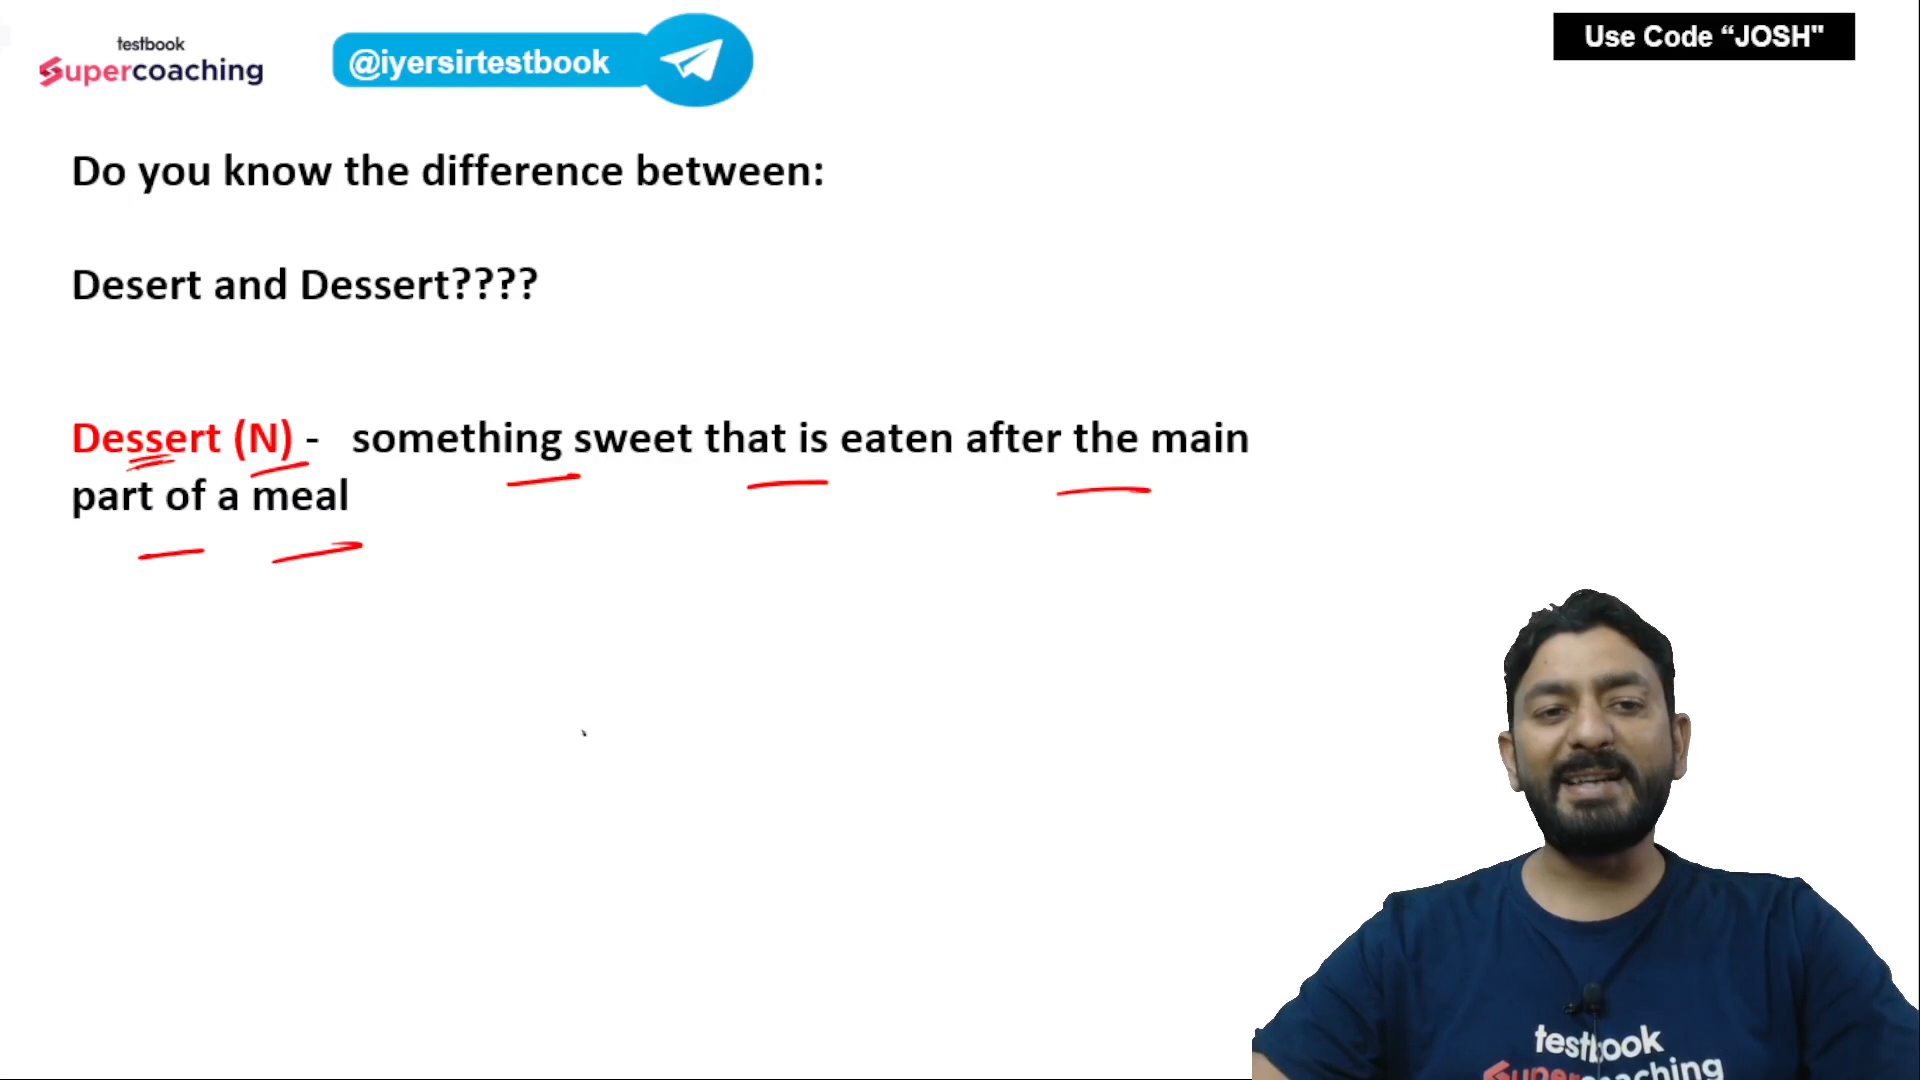 testbook
Supercoaching
@iyersirtestbook
Use Code “JOSH"
Do you know the difference between:
Desert and Dessert????
Dessert (N) - something sweet that is eaten after the main
part of a meal
testbook
Supercoaching